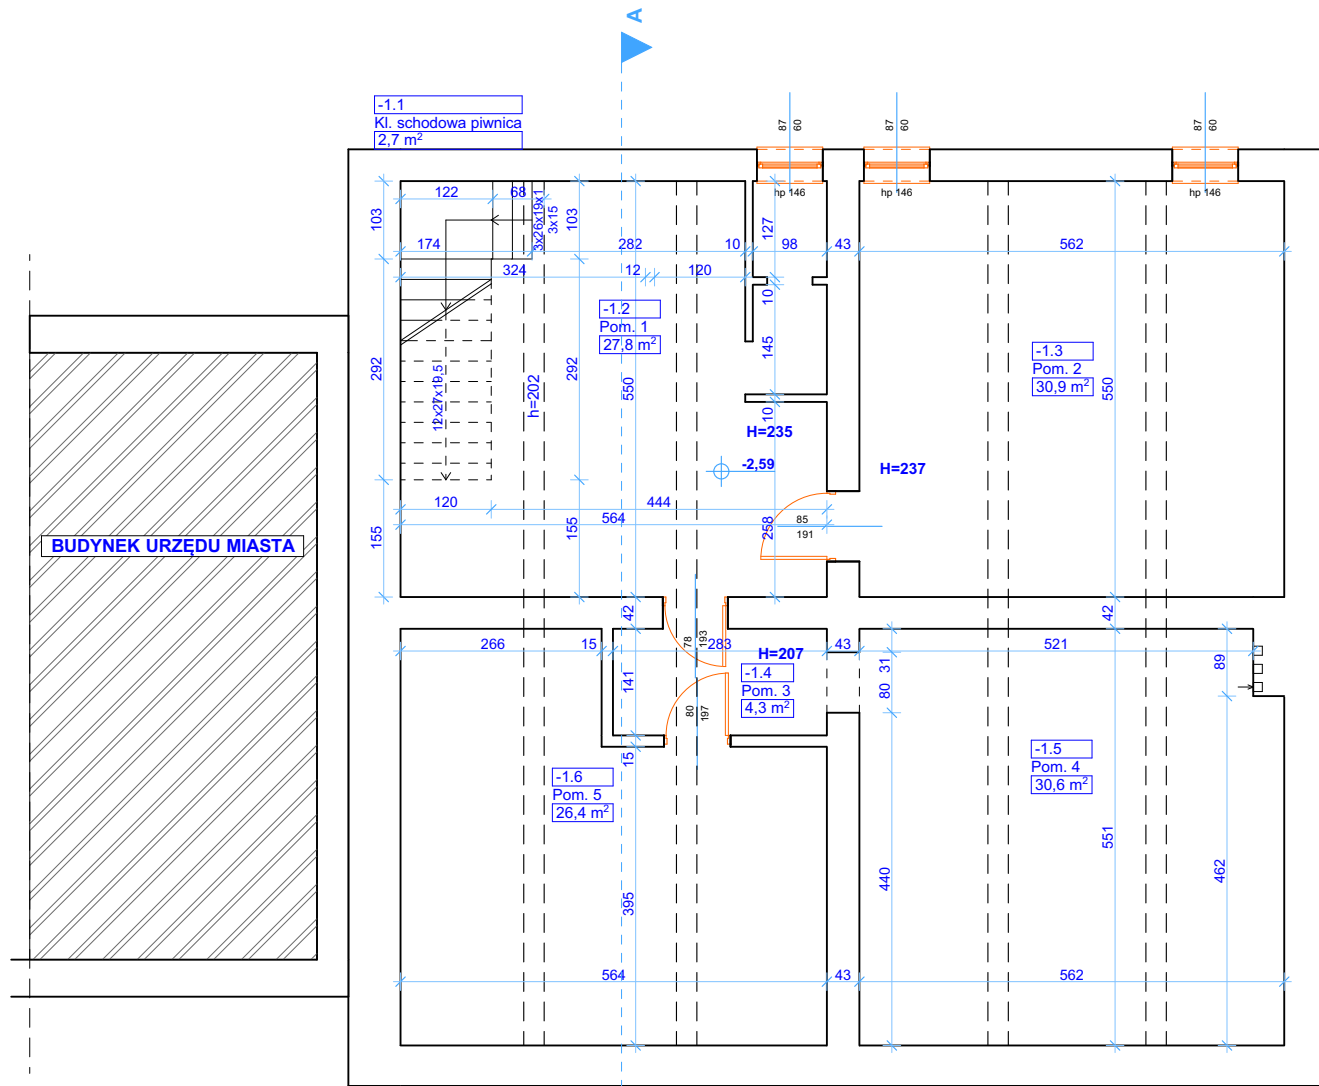 A
-1.1
Kl. schodowa piwnica
2,7 m²
87
60
87
60
87
60
hp 146
hp 146
hp 146
122
68
103
3x26x19x1
3x15
103
127
174
282
10
98
43
562
324
12
120
10
-1.2
Pom. 1
27,8 m²
145
-1.3
Pom. 2
30,9 m²
292
12x27x19,5
h=202
292
550
550
10
H=235
-2,59
H=237
120
444
564
85
191
155
155
258
BUDYNEK URZĘDU MIASTA
42
42
266
15
78
193
283
43
521
H=207
141
-1.4
Pom. 3
4,3 m²
31
80
89
80
197
15
-1.6
Pom. 5
26,4 m²
-1.5
Pom. 4
30,6 m²
551
440
462
395
564
43
562